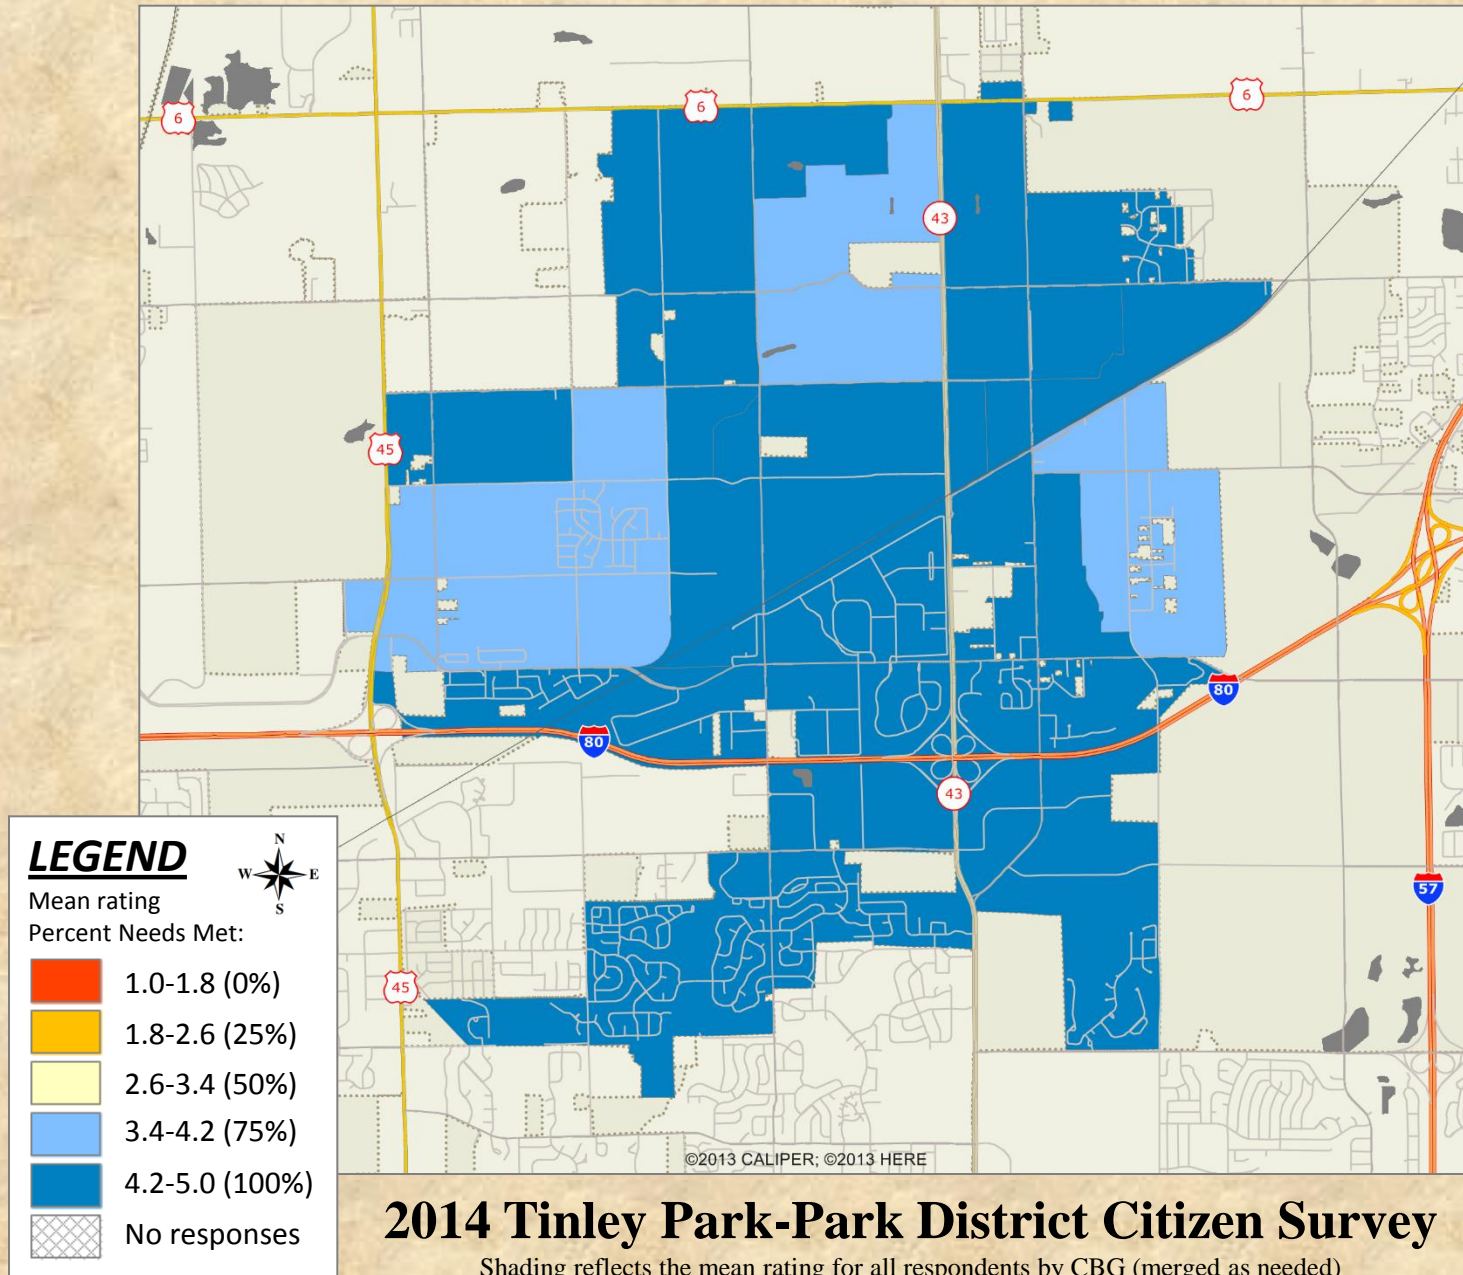 6
6
6
43
45
80
80
43
57
45
©2013 CALIPER; ©2013 HERE
LEGEND
N
W E
S
Mean rating
Percent Needs Met:
1.0-1.8 (0%)
1.8-2.6 (25%)
2.6-3.4 (50%)
3.4-4.2 (75%)
4.2-5.0 (100%)
No responses
2014 Tinley Park-Park District Citizen Survey
Shading reflects the mean rating for all respondents by CBG (merged as needed)